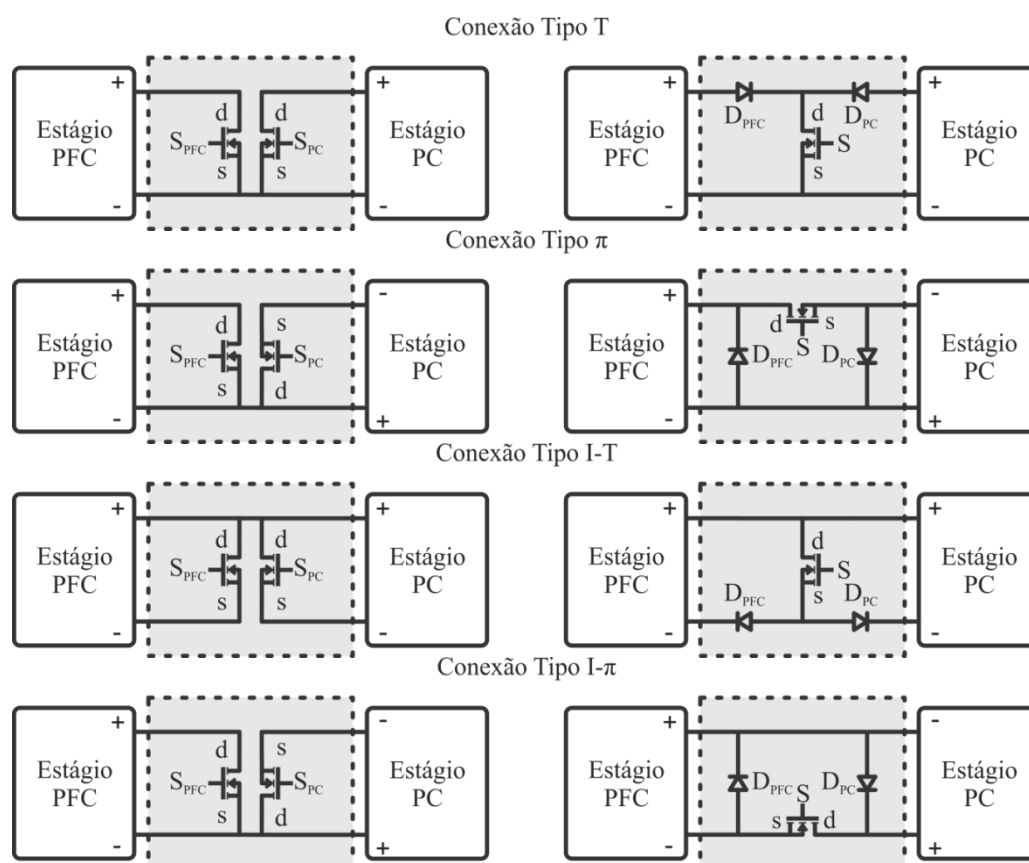 Conexão Tipo T
+ d d + + D_PFC D_PC +
Estágio PFC S_PFC S_PC Estágio PC Estágio PFC d S Estágio PC
- s s - - s -
Conexão Tipo π
+ d s - + d S s -
Estágio PFC S_PFC S_PC Estágio PC Estágio PFC D_PFC D_PC Estágio PC
- s d + - +
Conexão Tipo I-T
+ d d + + d +
Estágio PFC S_PFC S_PC Estágio PC Estágio PFC S Estágio PC
- s s - - D_PFC s D_PC -
Conexão Tipo I-π
+ d s - + -
Estágio PFC S_PFC S_PC Estágio PC Estágio PFC D_PFC D_PC Estágio PC
- s d + - s S d +